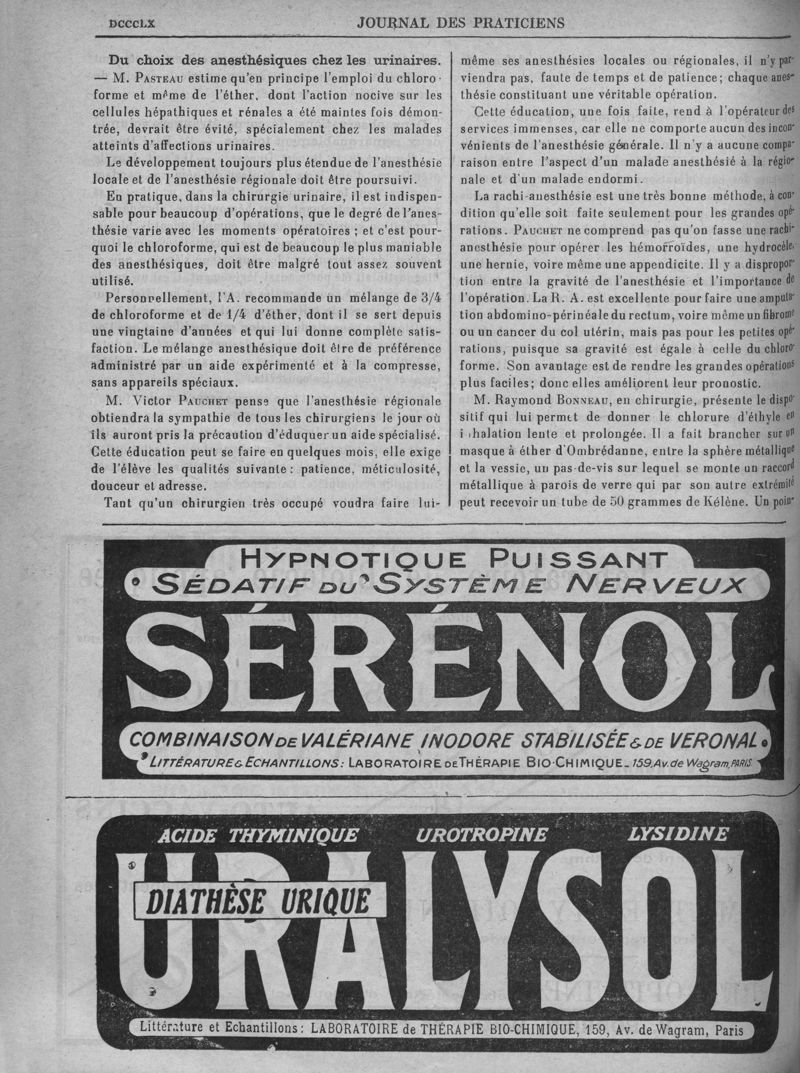 DCCCLX
JOURNAL DES PRATICIENS
Du choix des anesthésiques chez les urinaires.
— M. PASTEAU estime qu'en principe l'emploi du chloro-
forme et même de l'éther, dont l'action nocive sur les
cellules hépathiques et rénales a été maintes fois démon-
trée, devrait être évité, spécialement chez les malades
atteints d'affections urinaires.
Le développement toujours plus étendue de l'anesthésie
locale et de l'anesthésie régionale doit être poursuivi.
En pratique, dans la chirurgie urinaire, il est indispen-
sable pour beaucoup d'opérations, que le degré de l'anes-
thésie varie avec les moments opératoires ; et c'est pour-
quoi le chloroforme, qui est de beaucoup le plus maniable
des anesthésiques, doit être malgré tout assez souvent
utilisé.
Personnellement, l'A. recommande un mélange de 3/4
de chloroforme et de 1/4 d'éther, dont il se sert depuis
une vingtaine d'années et qui lui donne complète satis-
faction. Le mélange anesthésique doit être de préférence
administré par un aide expérimenté et à la compresse,
sans appareils spéciaux.
M. Victor PAUCHET pense que l'anesthésie régionale
obtiendra la sympathie de tous les chirurgiens le jour où
ils auront pris la précaution d'éduquer un aide spécialisé.
Cette éducation peut se faire en quelques mois, elle exige
de l'élève les qualités suivante : patience, méticulosité,
douceur et adresse.
Tant qu'un chirurgien très occupé voudra faire lui-
même ses anesthésies locales ou régionales, il n'y par-
viendra pas, faute de temps et de patience; chaque anes-
thésie constituant une véritable opération.
Cette éducation, une fois faite, rend à l'opérateur des
services immenses, car elle ne comporte aucun des incon-
vénients de l'anesthésie générale. Il n'y a aucune compa-
raison entre l'aspect d'un malade anesthésié à la régio-
nale et d'un malade endormi.
La rachi-anesthésie est une très bonne méthode, à con-
dition qu'elle soit faite seulement pour les grandes opé-
rations. PAUCHET ne comprend pas qu'on fasse une rachi-
anesthésie pour opérer les hémorroïdes, une hydrocèle,
une hernie, voire même une appendicite. Il y a dispropor-
tion entre la gravité de l'anesthésie et l'importance de
l'opération. La R. A. est excellente pour faire une amputa-
tion abdomino-périnéale du rectum, voire même un fibrome
ou un cancer du col utérin, mais pas pour les petites opé-
rations, puisque sa gravité est égale à celle du chloro-
forme. Son avantage est de rendre les grandes opérations
plus faciles; donc elles améliorent leur pronostic.
M. Raymond BONNEAU, en chirurgie, présente le dispo-
sitif qui lui permet de donner le chlorure d'éthyle en
inhalation lente et prolongée. Il a fait brancher sur un
masque à éther d'Ombrédanne, entre la sphère métallique
et la vessie, un pas-de-vis sur lequel se monte un raccord
métallique à parois de verre qui par son autre extrémité
peut recevoir un tube de 50 grammes de Kélène. Un poin-
HYPNOTIQUE PUISSANT
SÉDATIF DU SYSTÈME NERVEUX
SÉRÉNOL
COMBINAISON DE VALÉRIANE INODORE STABILISÉE & DE VERONAL
LITTÉRATURE & ECHANTILLONS: LABORATOIRE DE THÉRAPIE BIO-CHIMIQUE_ 159, Av. de Wagram, PARIS.
ACIDE THYMINIQUE UROTROPINE LYSIDINE
URALYSOL
DIATHÈSE URIQUE
Littérature et Echantillons: LABORATOIRE de THÉRAPIE BIO-CHIMIQUE, 159, Av. de Wagram, Paris